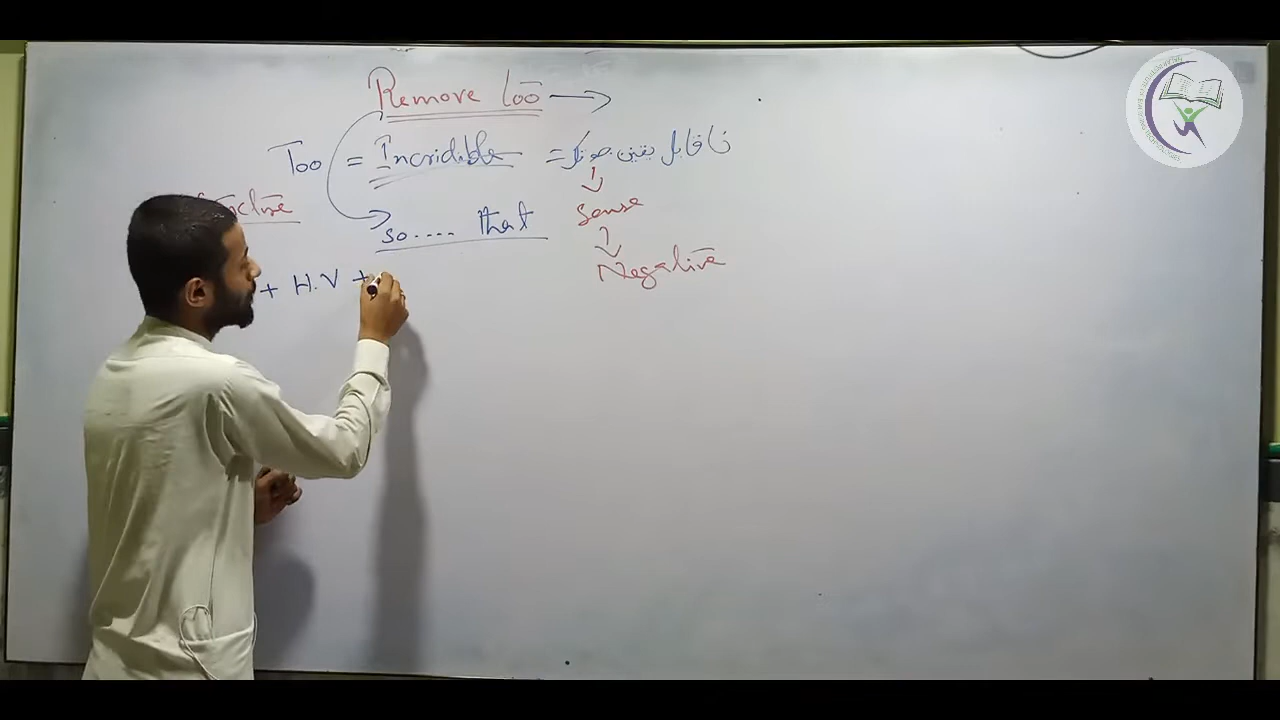 Remove too →
Too = Incridible = ناقابل یقین حد تک
↓
Sense
so.... that
↓
Negative
+ H.V +